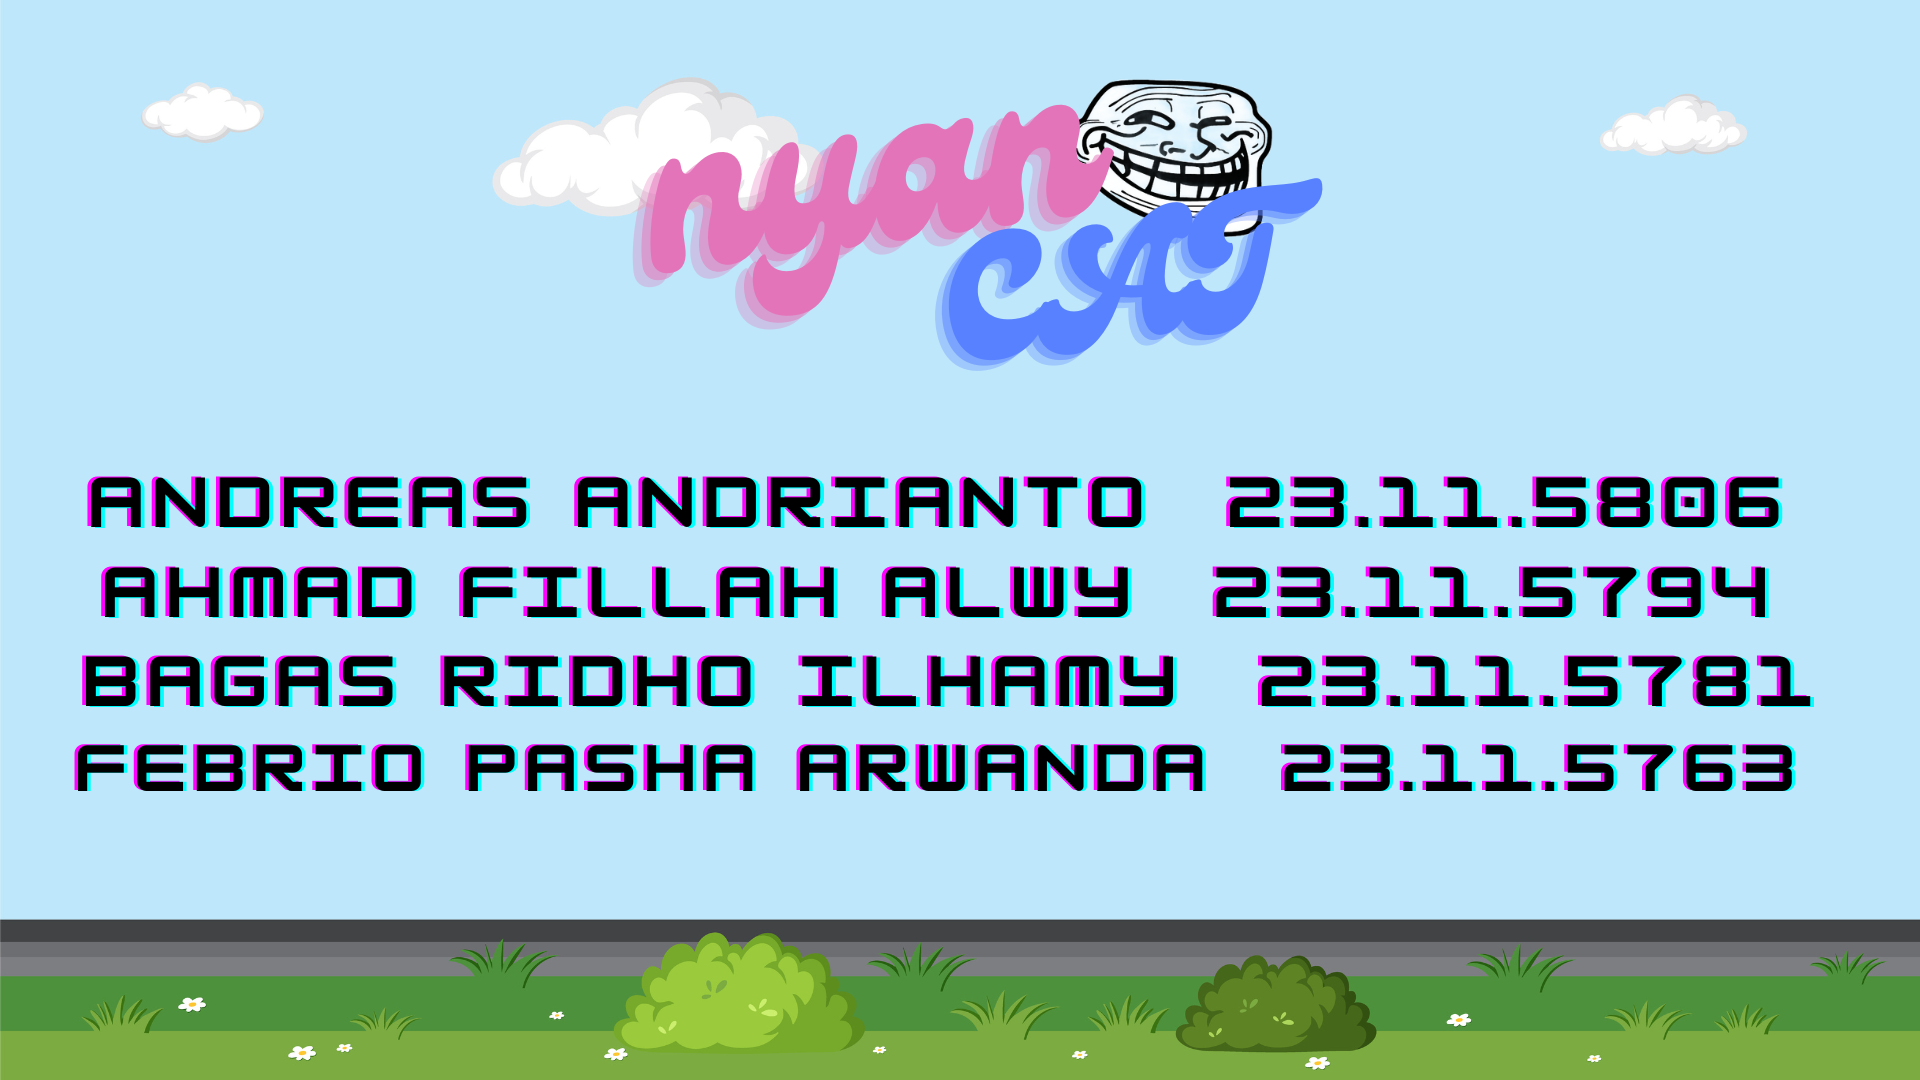 nyan
CAT
ANDREAS ANDRIANTO 23.11.5806
AHMAD FILLAH ALWY 23.11.5794
BAGAS RIDHO ILHAMY 23.11.5781
FEBRIO PASHA ARWANDA 23.11.5763